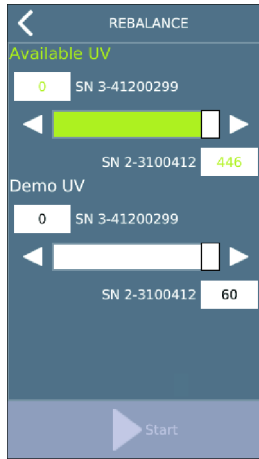 REBALANCE
Available UV
0 SN 3-41200299
SN 2-3100412 446
Demo UV
0 SN 3-41200299
SN 2-3100412 60
Start